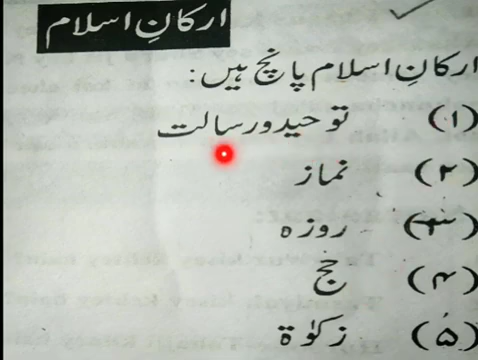 ارکانِ اسلام
ارکانِ اسلام پانچ ہیں:
(۱) توحید و رسالت
(۲) نماز
(۳) روزہ
(۴) حج
(۵) زکوٰۃ